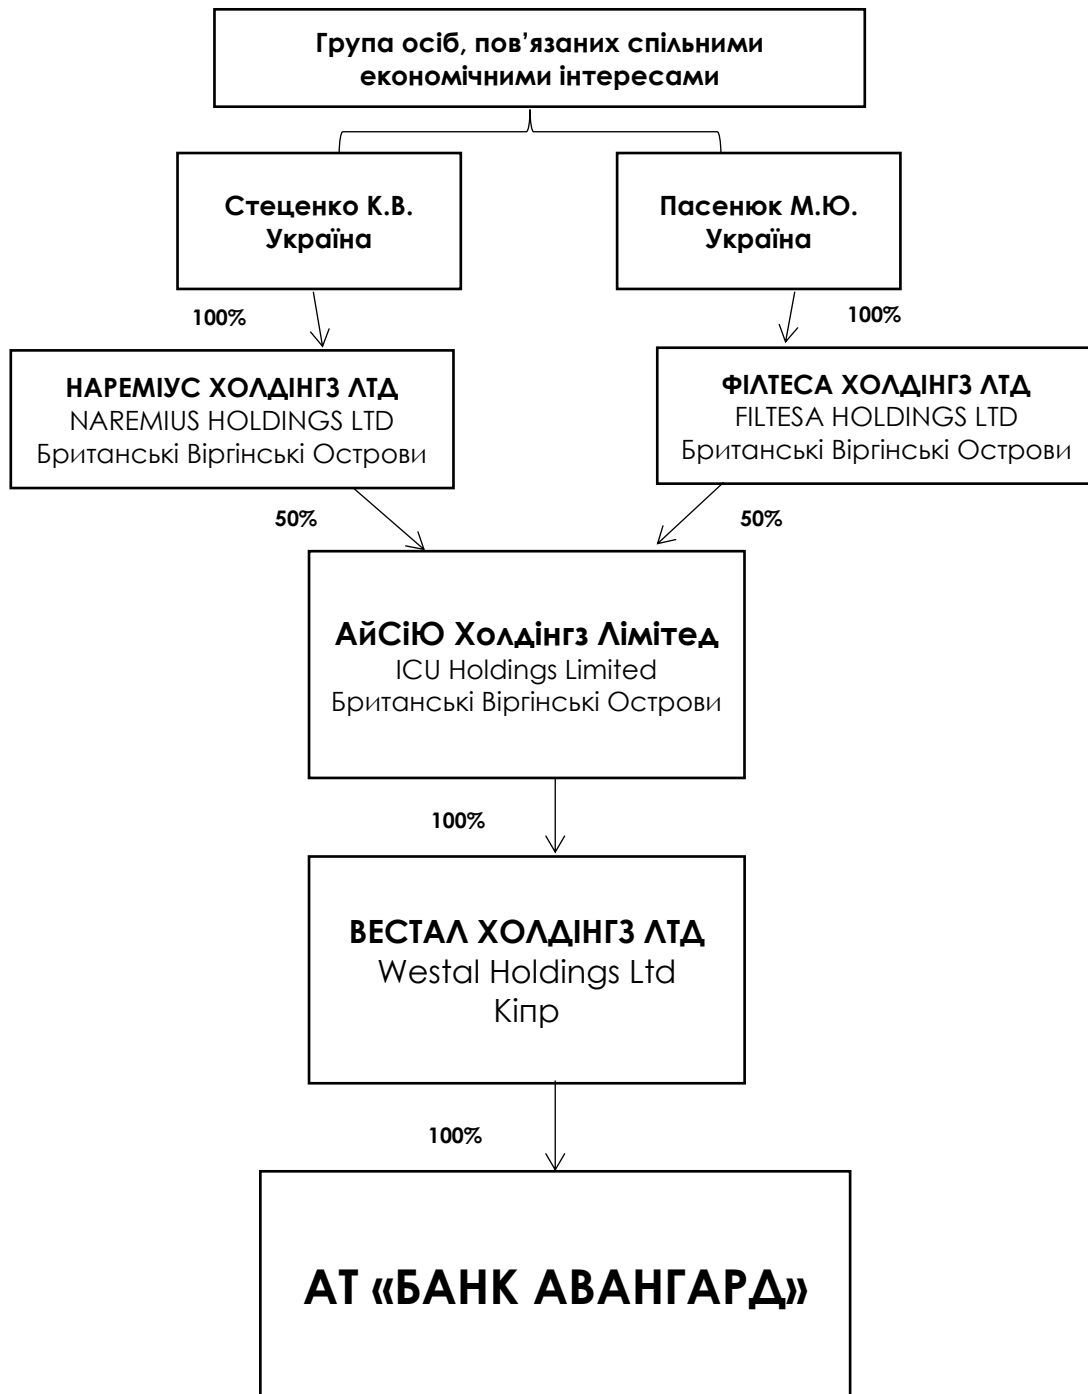 Група осіб, пов’язаних спільними
економічними інтересами
Стеценко К.В.
Україна
Пасенюк М.Ю.
Україна
100%
100%
НАРЕМІУС ХОЛДІНГЗ ЛТД
NAREMIUS HOLDINGS LTD
Британські Віргінські Острови
ФІЛТЕСА ХОЛДІНГЗ ЛТД
FILTESA HOLDINGS LTD
Британські Віргінські Острови
50%
50%
АйСіЮ Холдінгз Лімітед
ICU Holdings Limited
Британські Віргінські Острови
100%
ВЕСТАЛ ХОЛДІНГЗ ЛТД
Westal Holdings Ltd
Кіпр
100%
АТ «БАНК АВАНГАРД»